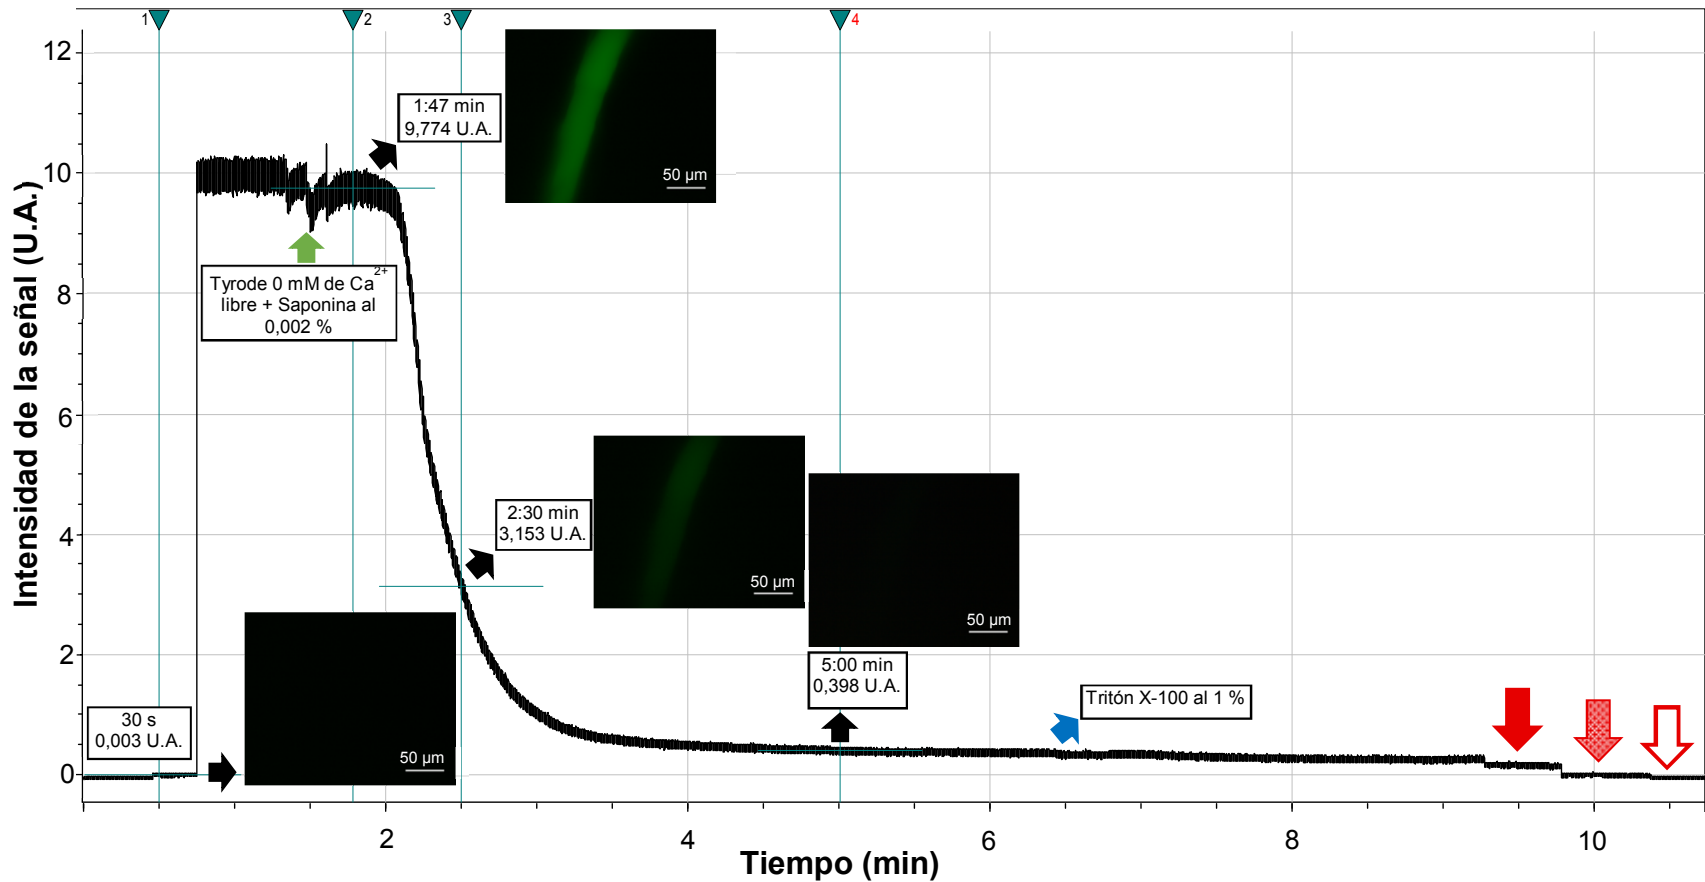 1
2
3
4
12
10
8
6
4
2
0
Intensidad de la señal (U.A.)
1:47 min
9,774 U.A.
50 µm
Tyrode 0 mM de Ca2+
libre + Saponina al
0,002 %
2:30 min
3,153 U.A.
50 µm
50 µm
5:00 min
0,398 U.A.
Tritón X-100 al 1 %
30 s
0,003 U.A.
50 µm
2
4
6
8
10
Tiempo (min)